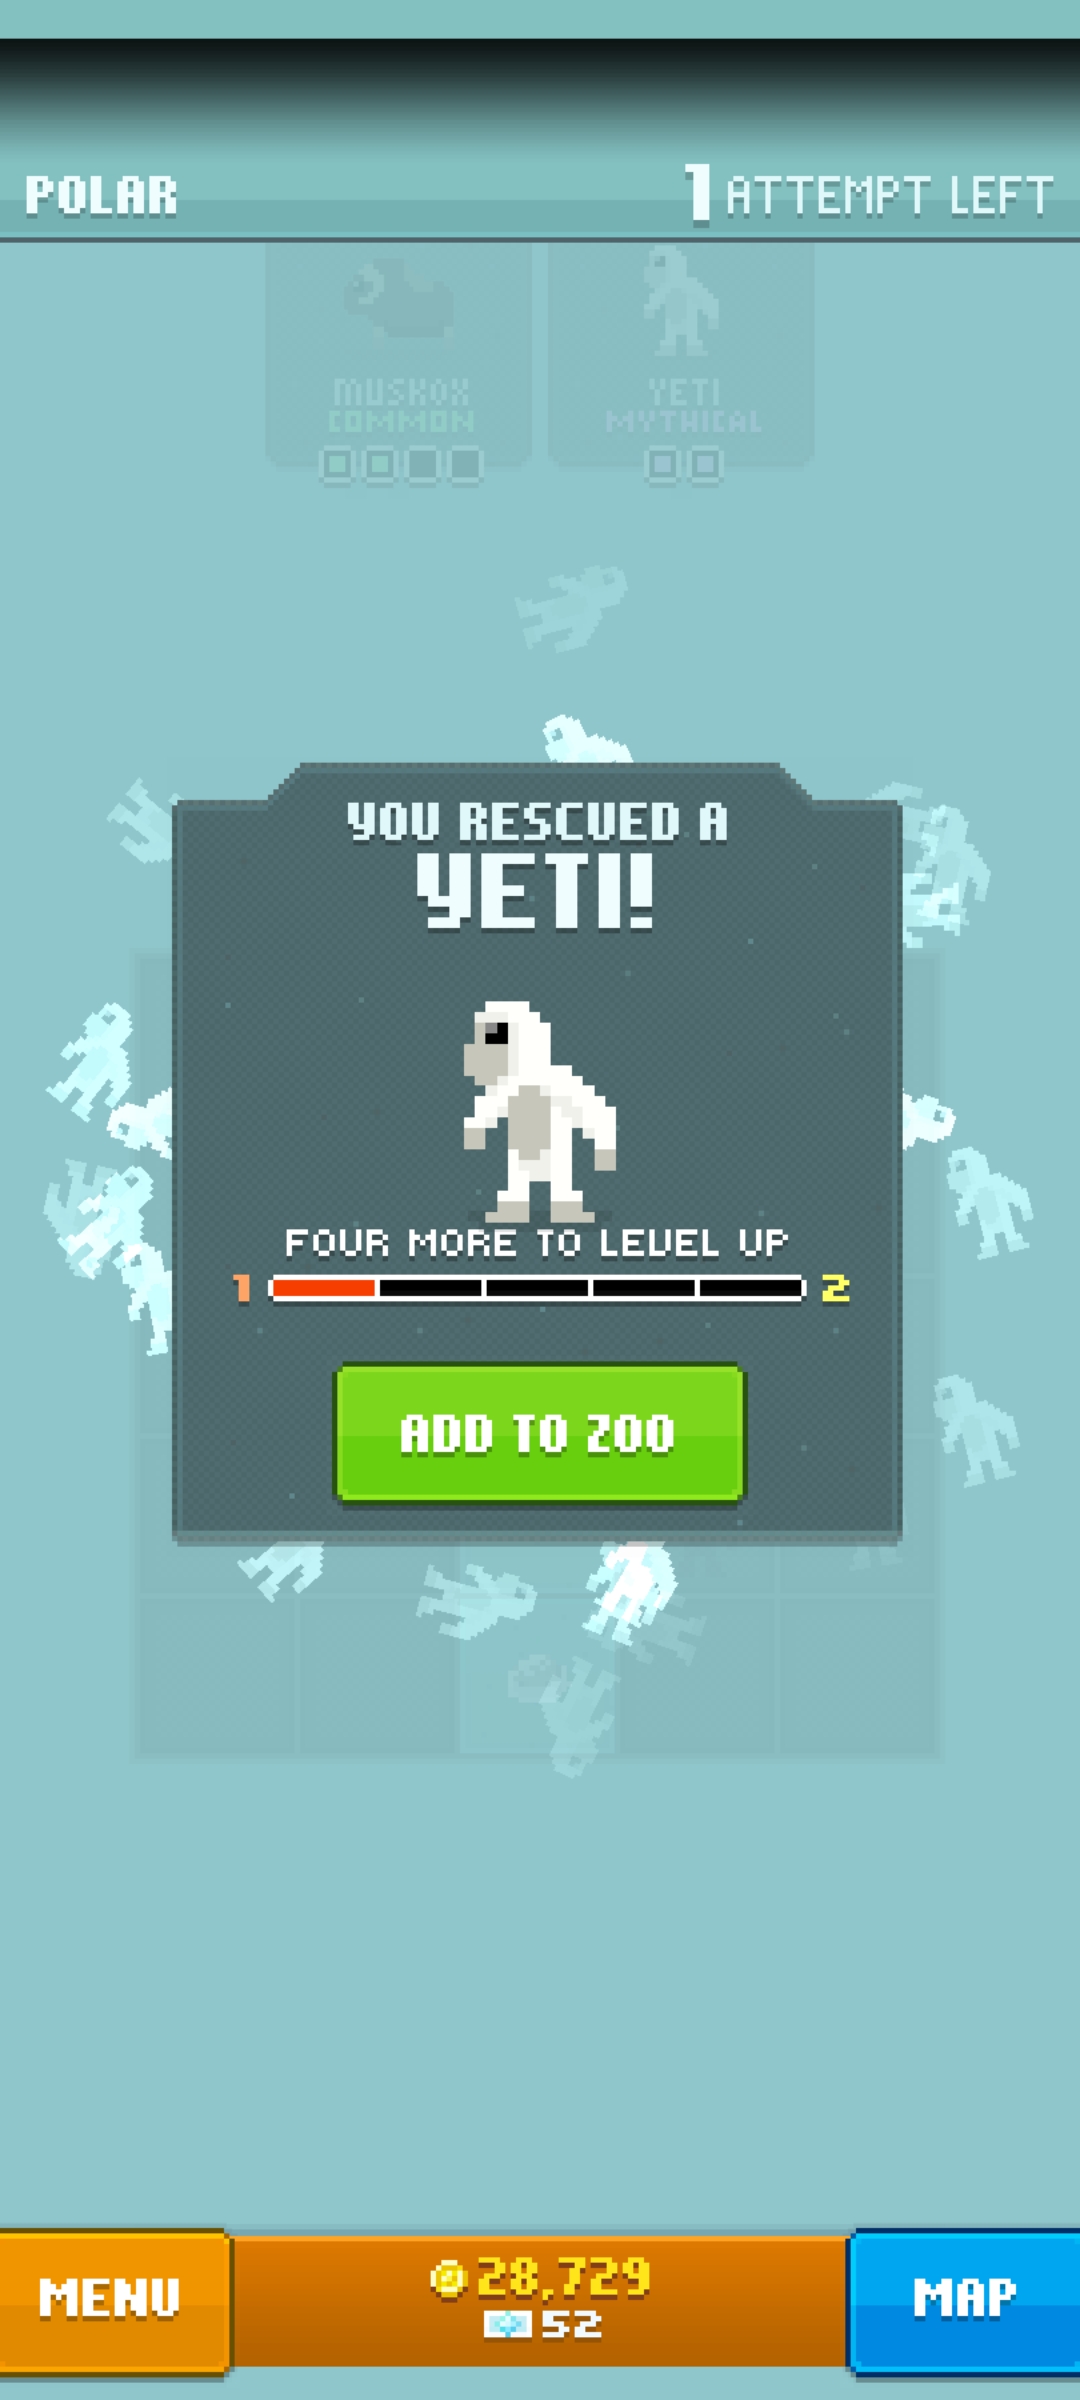 POLAR
1 ATTEMPT LEFT
MUSKOX
COMMON
YETI
MYTHICAL
YOU RESCUED A
YETI!
FOUR MORE TO LEVEL UP
1 2
ADD TO ZOO
MENU
28,729
52
MAP